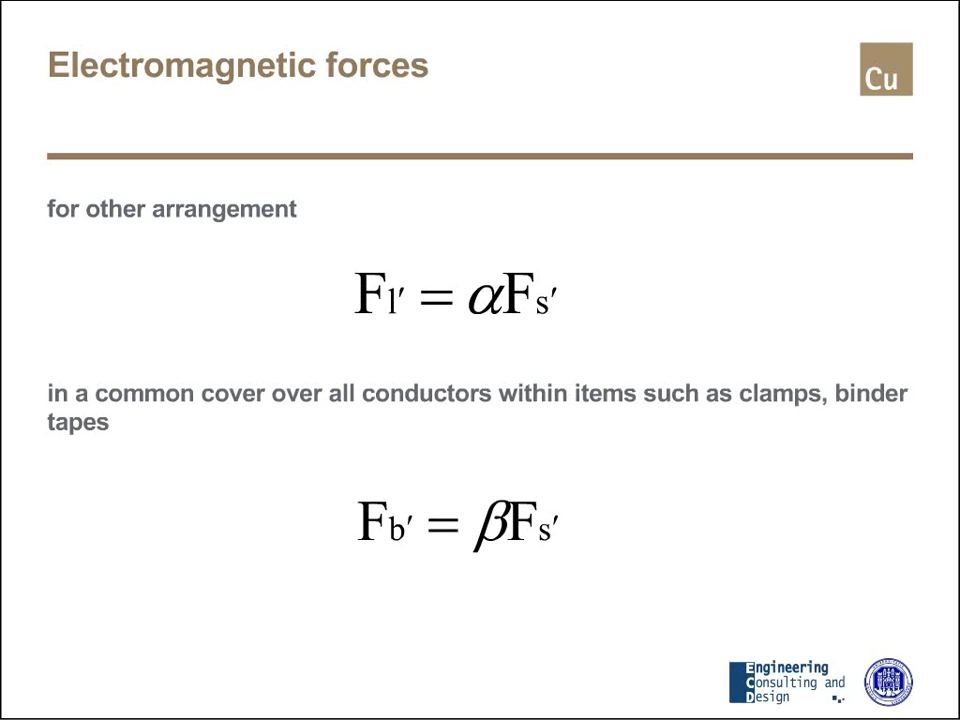 Electromagnetic forces
Cu
for other arrangement
Fl′ = αFs′
in a common cover over all conductors within items such as clamps, binder
tapes
Fb′ = βFs′
Engineering
Consulting and
Design